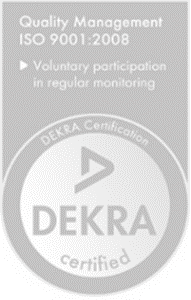 Quality Management
ISO 9001:2008
Voluntary participation
in regular monitoring
DEKRA Certification
DEKRA
certified